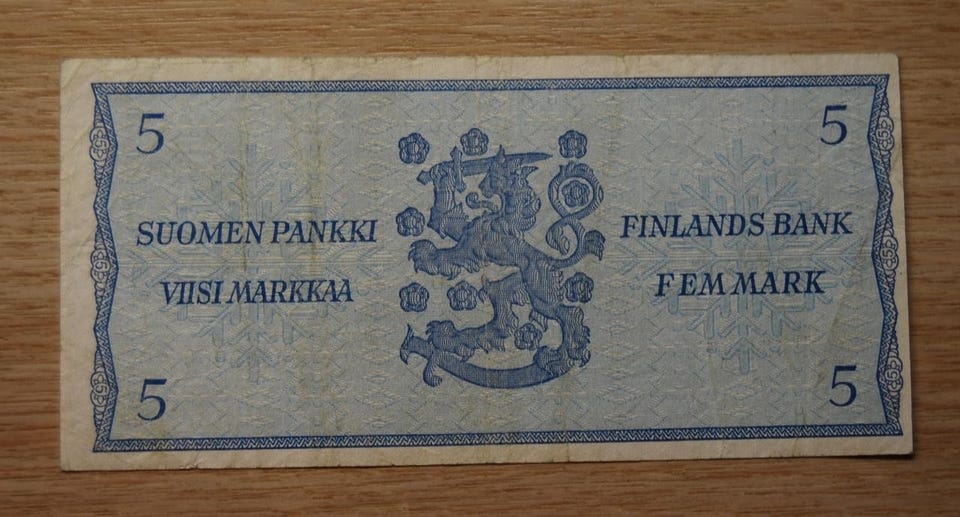 5
5
SUOMEN PANKKI
VIISI MARKKAA
FINLANDS BANK
FEM MARK
5
5